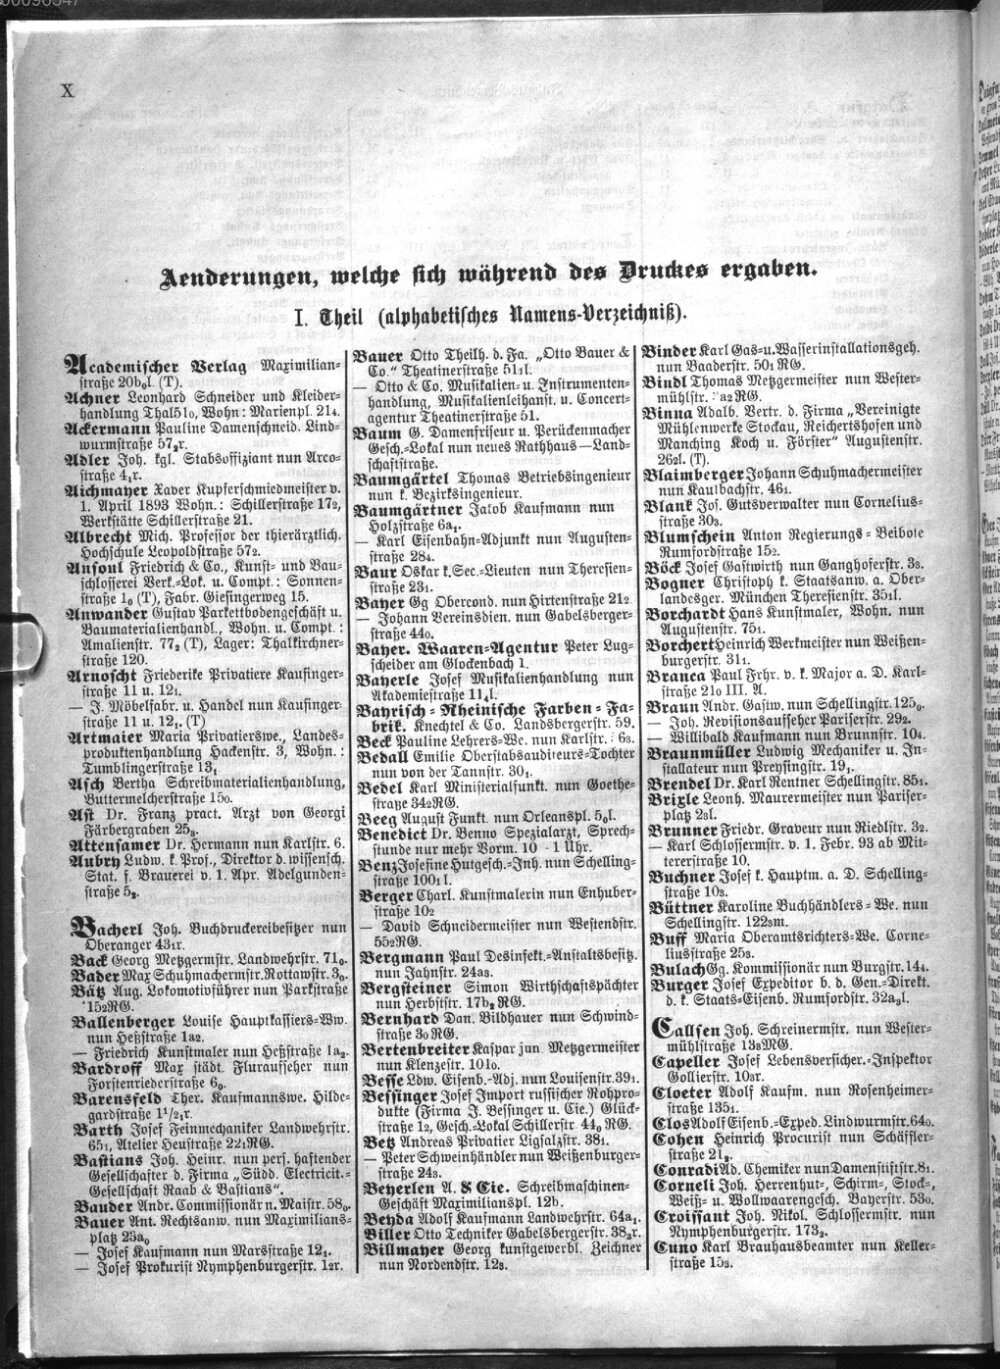 X
Aenderungen, welche sich während des Druckes ergaben.
I. Theil (alphabetisches Namens-Verzeichniß).
Academischer Verlag Maximilian-
straße 20b0l. (T).
Achner Leonhard Schneider und Kleider-
handlung Thal51o, Wohn: Marienpl. 214.
Ackermann Pauline Damenschneid. Lind-
wurmstraße 572r.
Adler Joh. kgl. Stabsoffiziant nun Arco-
straße 41r.
Aichmayer Xaver Kupferschmiedmeister v.
1. April 1893 Wohn.: Schillerstraße 172,
Werkstätte Schillerstraße 21.
Albrecht Mich. Professor der thierärztlich.
Hochschule Leopoldstraße 572.
Ansoul Friedrich & Co., Kunst- und Bau-
schlosserei Verk.-Lok. u. Compt.: Sonnen-
straße 10 (T), Fabr. Giesingerweg 15.
Anwander Gustav Parkettbodengeschäft u.
Baumaterialienhandl., Wohn. u. Compt.:
Amalienstr. 772 (T), Lager: Thalkirchner-
straße 120.
Arnoscht Friederike Privatiere Kaufinger-
straße 11 u. 121.
— J. Möbelfabr. u. Handel nun Kaufinger-
straße 11 u. 121. (T)
Artmaier Maria Privatierswe., Landes-
produktenhandlung Hackenstr. 3, Wohn.:
Tumblingerstraße 131
Asch Bertha Schreibmaterialienhandlung,
Buttermelcherstraße 15o.
Ast Dr. Franz pract. Arzt von Georgi
Färbergraben 252.
Attensamer Dr. Hermann nun Karlstr. 6.
Aubry Ludw. k. Prof., Direktor d. wissensch.
Stat. f. Brauerei v. 1. Apr. Adelgunden-
straße 52.
Bacherl Joh. Buchdruckereibesitzer nun
Oberanger 431r.
Back Georg Metzgermstr. Landwehrstr. 710.
Bader Max Schuhmachermstr. Rottawstr. 30.
Bätz Aug. Lokomotivführer nun Parkstraße
152RG.
Ballenberger Louise Hauptkassiers-Ww.
nun Heßstraße 1a2.
— Friedrich Kunstmaler nun Heßstraße 1a2.
Bardroff Max städt. Fluraufseher nun
Forstenriederstraße 60.
Barensfeld Ther. Kaufmannswe. Hilde-
gardstraße 11/21r.
Barth Josef Feinmechaniker Landwehrstr.
651, Atelier Heustraße 221RG.
Bastians Joh. Heinr. nun pers. haftender
Gesellschafter d. Firma „Südd. Electricit.-
Gesellschaft Raab & Bastians“.
Bauder Andr. Commissionär n. Maistr. 580.
Bauer Ant. Rechtsanw. nun Maximilians-
platz 25a0
— Josef Kaufmann nun Marsstraße 121.
— Josef Prokurist Nymphenburgerstr. 12r.
Bauer Otto Theilh. d. Fa. „Otto Bauer &
Co.“ Theatinerstraße 511l.
— Otto & Co. Musikalien- u. Instrumenten-
handlung, Musikalienleihanst. u. Concert-
agentur Theatinerstraße 51.
Baum G. Damenfriseur u. Perückenmacher
Gesch.-Lokal nun neues Rathhaus—Land-
schaftstraße.
Baumgärtel Thomas Betriebsingenieur
nun k. Bezirksingenieur.
Baumgärtner Jakob Kaufmann nun
Holzstraße 6a1.
— Karl Eisenbahn-Adjunkt nun Augusten-
straße 284.
Baur Oskar k. Sec.-Lieuten nun Theresien-
straße 231.
Bayer Gg Obercond. nun Hirtenstraße 212
— Johann Vereinsdien. nun Gabelsberger-
straße 44o.
Bayer. Waaren-Agentur Peter Lug-
scheider am Glockenbach 1.
Bayerle Josef Musikalienhandlung nun
Akademiestraße 111l.
Bayrisch-Rheinische Farben-Fa-
brik. Knechtel & Co. Landsbergerstr. 59.
Beck Pauline Lehrers-We. nun Karlstr. 63.
Bedall Emilie Oberstabsauditeurs-Tochter
nun von der Tannstr. 301.
Bedel Karl Ministerialfunkt. nun Goethe-
straße 342RG.
Beeg August Funkt. nun Orleanspl. 50l.
Benedict Dr. Benno Spezialarzt, Sprech-
stunde nur mehr Vorm. 10-1 Uhr.
Benz Josefine Hutgesch.-Inh. nun Schelling-
straße 1001l.
Berger Charl. Kunstmalerin nun Enhuber-
straße 102
— David Schneidermeister nun Westendstr.
552RG.
Bergmann Paul Desinfekt.-Anstaltsbesitz.
nun Jahnstr. 24a3.
Bergsteiner Simon Wirthschaftspächter
nun Herbststr. 17b2 RG.
Bernhard Dan. Bildhauer nun Schwind-
straße 30 RG.
Bertenbreiter Kaspar jun. Metzgermeister
nun Klenzestr. 101o.
Besse Ldw. Eisenb.-Adj. nun Louisenstr. 391.
Bessinger Josef Import russischer Rohpro-
dukte (Firma J. Bessinger u. Cie.) Glück-
straße 12, Gesch.-Lokal Schillerstr. 440 RG.
Betz Andreas Privatier Ligsalzstr. 381.
— Peter Schweinhändler nun Weißenburger-
straße 243.
Beyerlen A. & Cie. Schreibmaschinen-
Geschäft Maximilianspl. 12b.
Beyda Adolf Kaufmann Landwehrstr. 64a1.
Biller Otto Techniker Gabelsbergerstr. 383r.
Billmayer Georg kunstgewerbl. Zeichner
nun Nordendstr. 123.
Binder Karl Gas-u. Wasserinstallationsgeh.
nun Baaderstr. 501 RG.
Bindl Thomas Metzgermeister nun Wester-
mühlstr. a2 RG.
Binna Adalb. Vertr. d. Firma „Vereinigte
Mühlenwerke Stockau, Reichertshofen und
Manching Koch u. Förster“ Augustenstr.
262l. (T).
Blaimberger Johann Schuhmachermeister
nun Kaulbachstr. 461.
Blank Jos. Gutsverwalter nun Cornelius-
straße 303.
Blumschein Anton Regierungs-Beibote
Rumfordstraße 152.
Böck Josef Gastwirth nun Ganghoferstr. 33.
Bogner Christoph k. Staatsanw. a. Ober-
landesger. München Theresienstr. 351l.
Borchardt Hans Kunstmaler, Wohn. nun
Augustenstr. 751.
Borchert Heinrich Werkmeister nun Weißen-
burgerstr. 311.
Branca Paul Frhr. v. k. Major a. D. Karl-
straße 21o III. A.
Braun Andr. Gastw. nun Schellingstr. 1250.
— Joh. Revisionsaufseher Pariserstr. 292.
— Willibald Kaufmann nun Brunnstr. 104.
Braunmüller Ludwig Mechaniker u. In-
stallateur nun Preysingstr. 191.
Brendel Dr. Karl Rentner Schellingstr. 851.
Brixle Leonh. Maurermeister nun Pariser-
platz 23l.
Brunner Friedr. Graveur nun Riedlstr. 32.
— Karl Schlossermstr. v. 1. Febr. 93 ab Mit-
tererstraße 10.
Buchner Josef k. Hauptm. a. D. Schelling-
straße 103.
Büttner Karoline Buchhändlers-We. nun
Schellingstr. 1223m.
Buff Maria Oberamtsrichters-We. Corne-
liusstraße 253.
Bulach Gg. Kommissionär nun Burgstr. 144.
Burger Josef Expeditor b. d. Gen.-Direkt.
d. k. Staats-Eisenb. Rumfordstr. 32a3l.
Callsen Joh. Schreinermstr. nun Wester-
mühlstraße 133MG.
Capeller Josef Lebensversicher.-Inspektor
Gollierstr. 103r.
Cloeter Adolf Kaufm. nun Rosenheimer-
straße 1351.
Clos Adolf Eisenb.-Exped. Lindwurmstr. 64o.
Cohen Heinrich Procurist nun Schäffler-
straße 212.
Conradi Ad. Chemiker nun Damenstiftstr. 81.
Corneli Joh. Herrenhut-, Schirm-, Stock-,
Weiß- u. Wollwaarengesch. Bayerstr. 53o.
Croissant Joh. Nikol. Schlossermstr. nun
Nymphenburgerstr. 1732.
Cuno Karl Brauhausbeamter nun Keller-
straße 153.